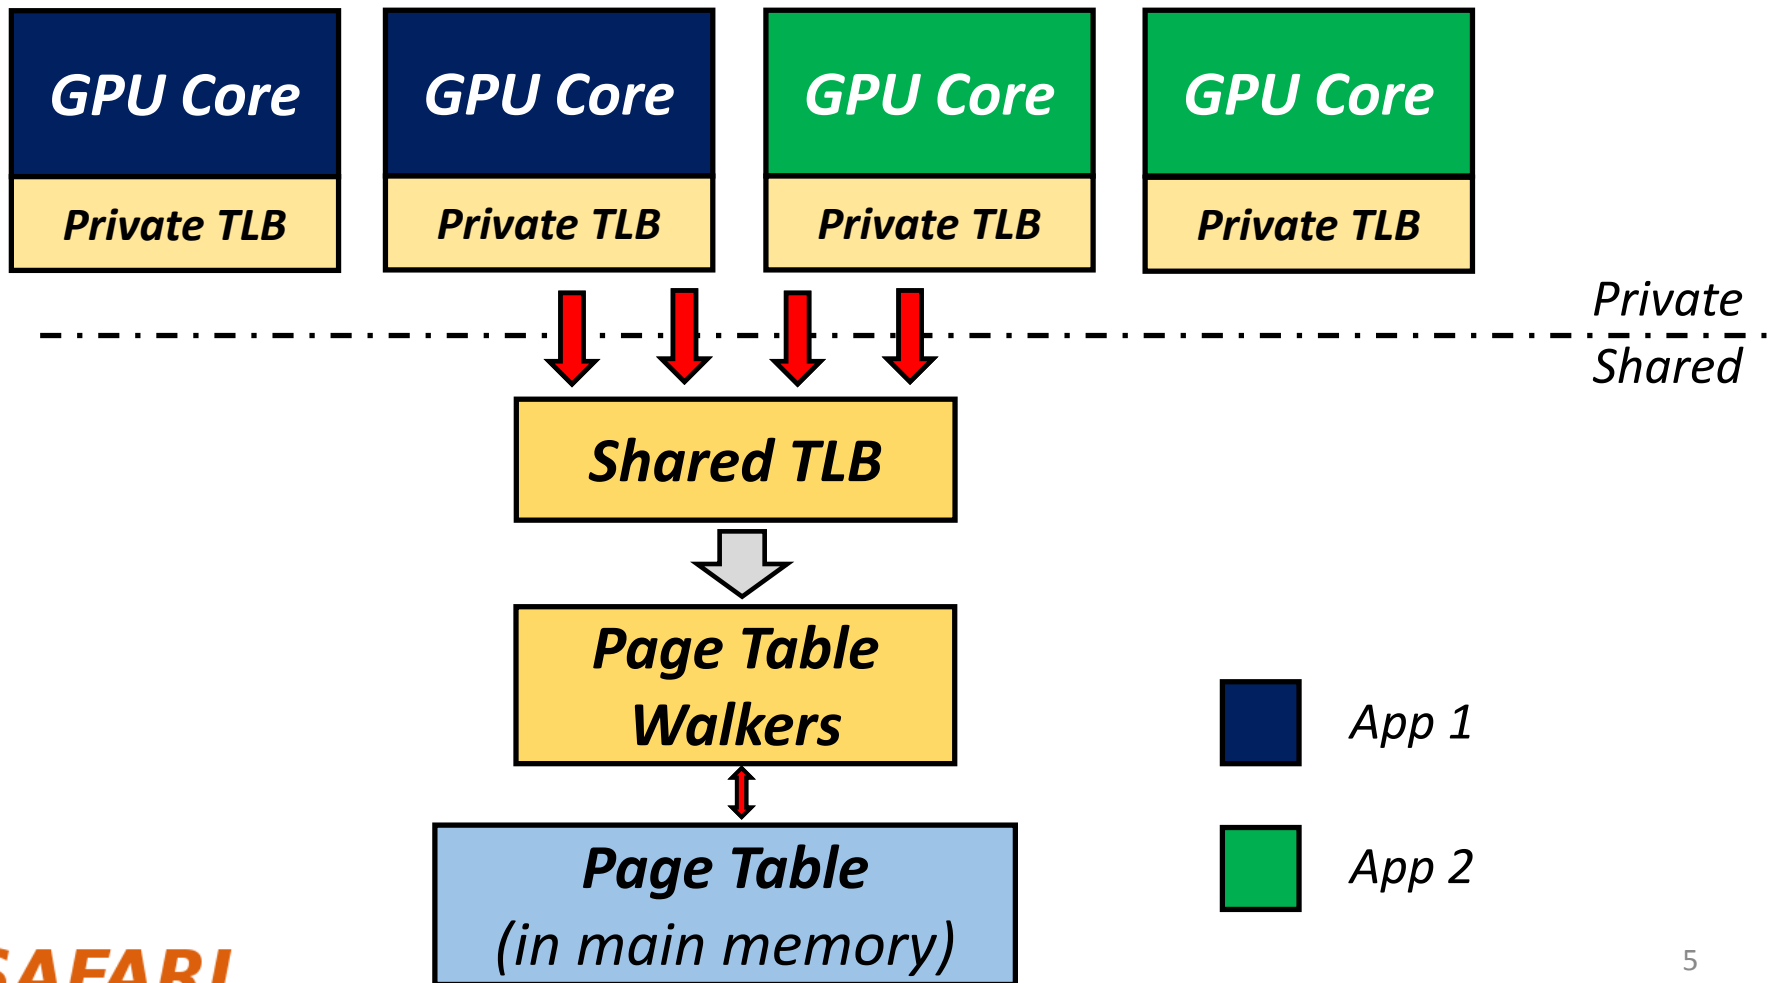 GPU Core
GPU Core
GPU Core
GPU Core
Private TLB
Private TLB
Private TLB
Private TLB
Private
Shared
Shared TLB
Page Table
Walkers
App 1
Page Table
(in main memory)
App 2
SAFARI
5